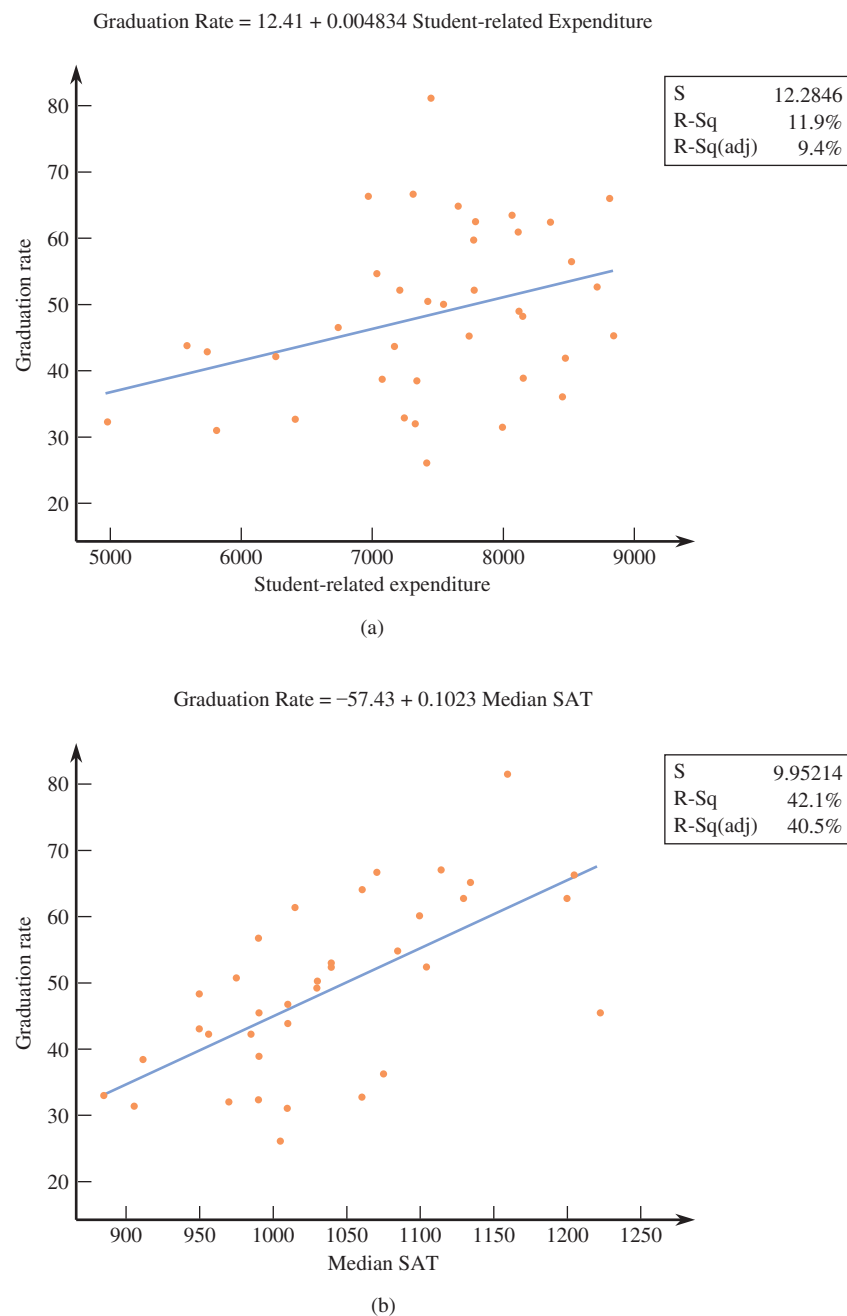 Graduation Rate = 12.41 + 0.004834 Student-related Expenditure
S 12.2846
R-Sq 11.9%
R-Sq(adj) 9.4%
80
70
60
50
40
30
20
Graduation rate
5000 6000 7000 8000 9000
Student-related expenditure
(a)
Graduation Rate = −57.43 + 0.1023 Median SAT
S 9.95214
R-Sq 42.1%
R-Sq(adj) 40.5%
80
70
60
50
40
30
20
Graduation rate
900 950 1000 1050 1100 1150 1200 1250
Median SAT
(b)